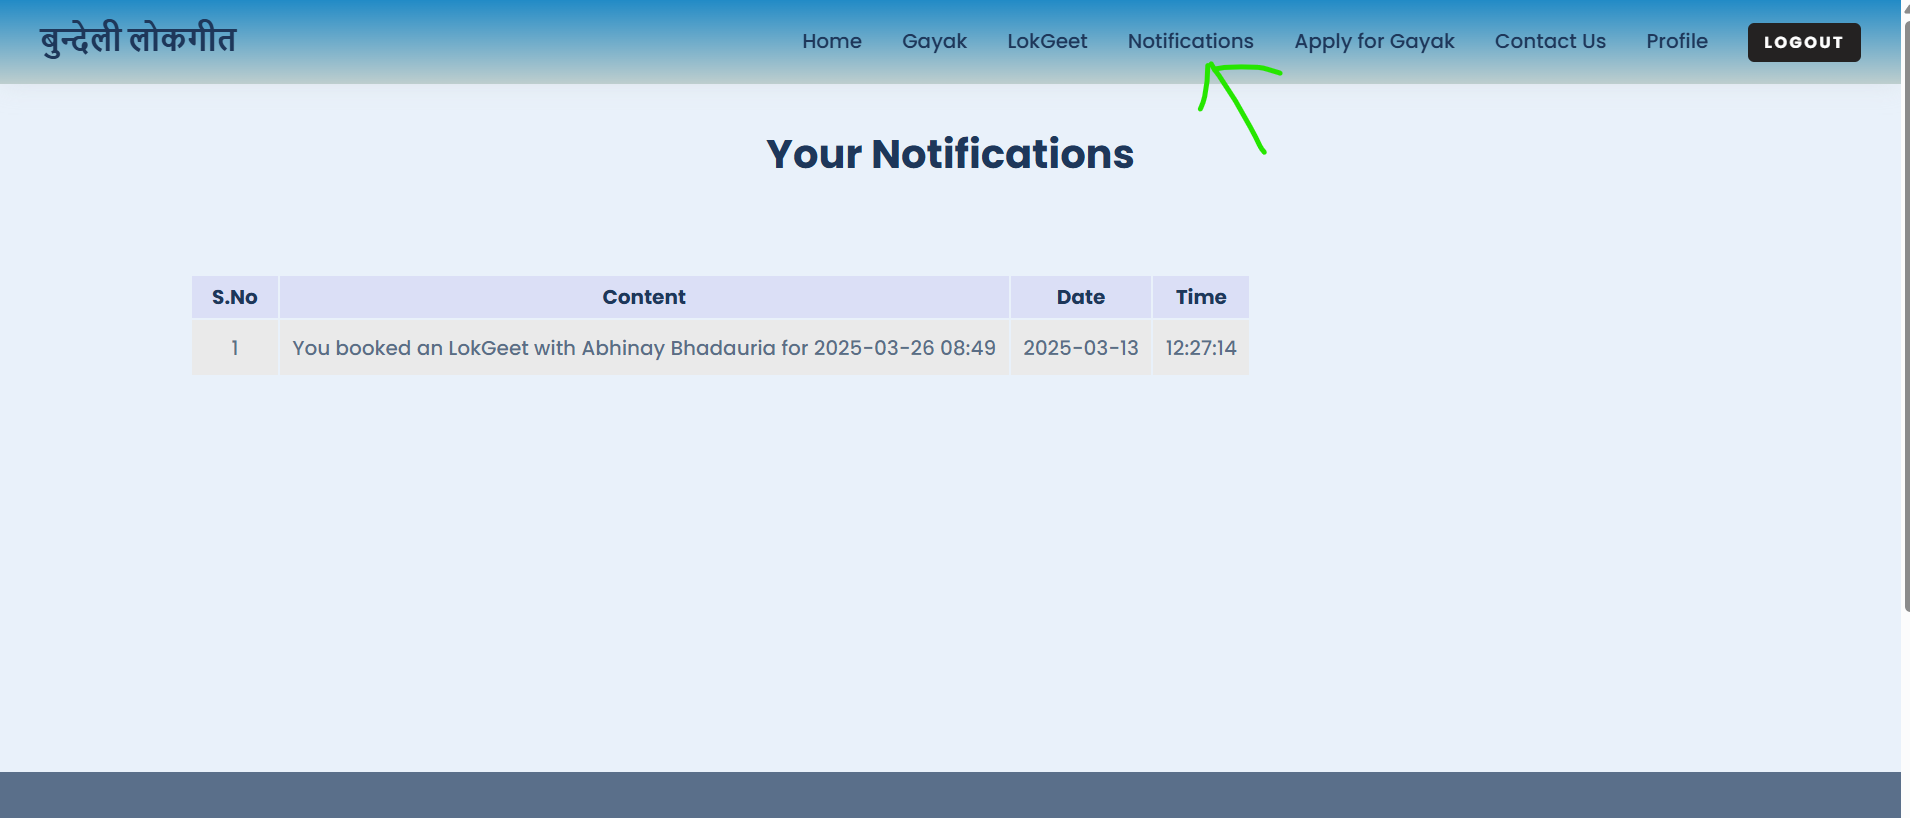 बुन्देली लोकगीत
Home Gayak LokGeet Notifications Apply for Gayak Contact Us Profile LOGOUT
Your Notifications
S.No Content Date Time
1 You booked an LokGeet with Abhinay Bhadauria for 2025-03-26 08:49 2025-03-13 12:27:14